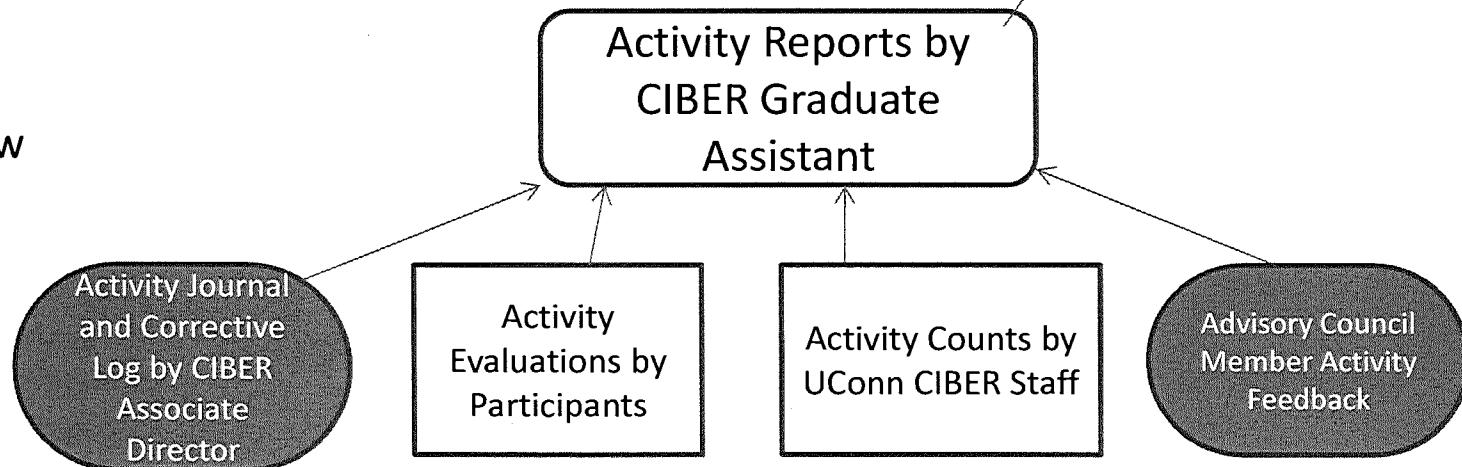 Activity Reports by
CIBER Graduate
Assistant
w
Activity Journal
and Corrective
Log by CIBER
Associate
Director
Activity
Evaluations by
Participants
Activity Counts by
UConn CIBER Staff
Advisory Council
Member Activity
Feedback